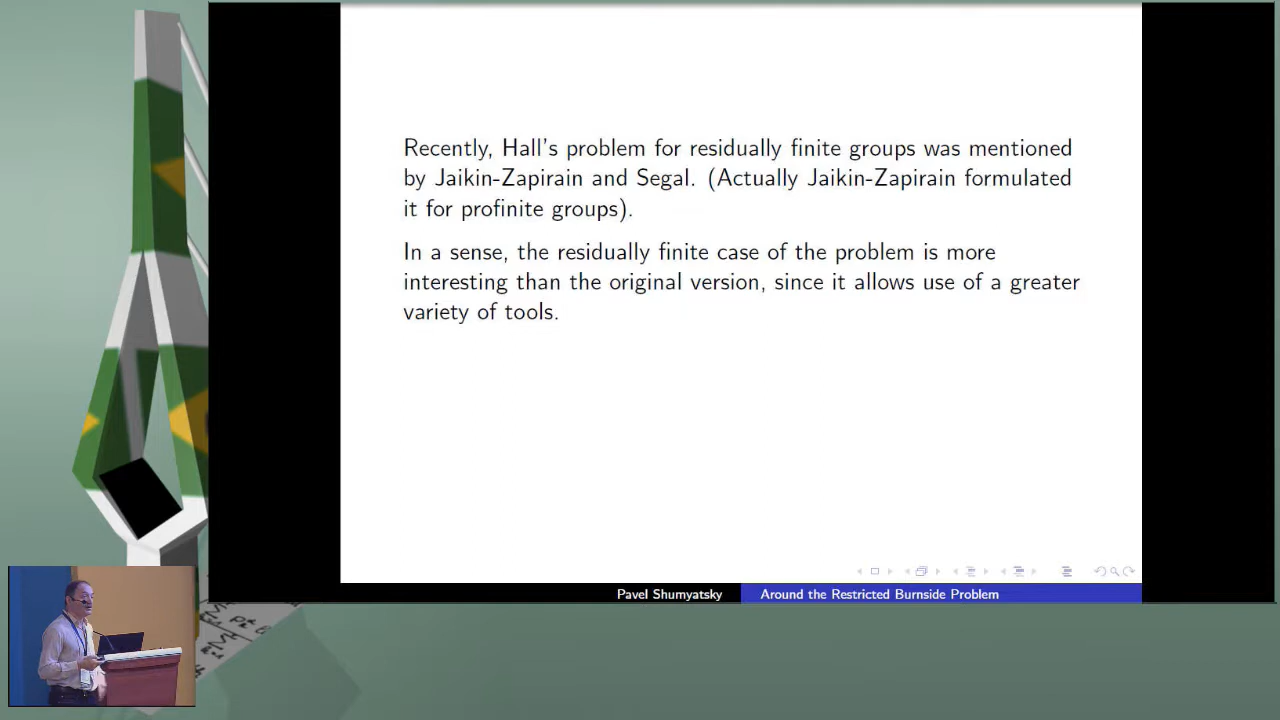 Recently, Hall's problem for residually finite groups was mentioned
by Jaikin-Zapirain and Segal. (Actually Jaikin-Zapirain formulated
it for profinite groups).
In a sense, the residually finite case of the problem is more
interesting than the original version, since it allows use of a greater
variety of tools.
Pavel Shumyatsky
Around the Restricted Burnside Problem